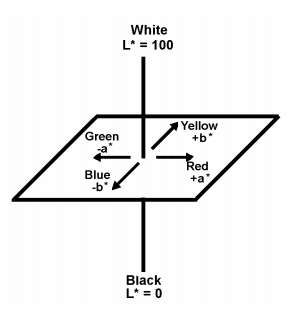 White
L* = 100
Yellow
+b*
Green
-a*
Red
+a*
Blue
-b*
Black
L* = 0